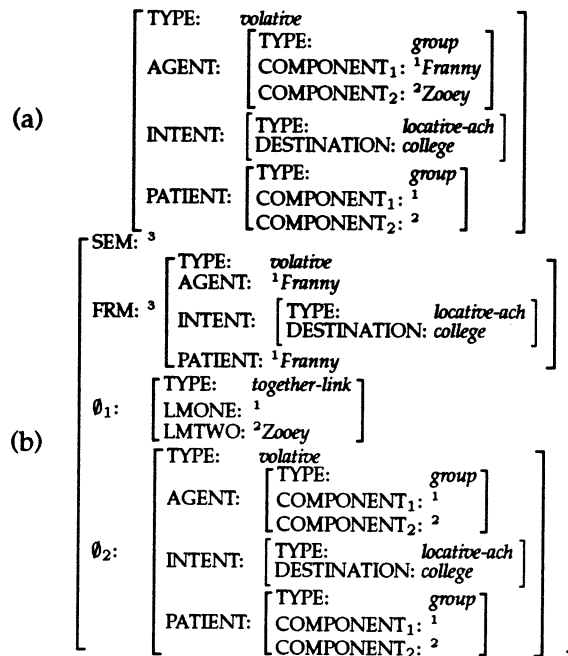 TYPE: volative
TYPE: group
AGENT: COMPONENT₁: ¹Franny
COMPONENT₂: ²Zooey
(a)
INTENT: TYPE: locative-ach
DESTINATION: college
TYPE: group
PATIENT: COMPONENT₁: ¹
COMPONENT₂: ²
SEM: ³
TYPE: volative
AGENT: ¹Franny
FRM: ³ INTENT: TYPE: locative-ach
DESTINATION: college
PATIENT: ¹Franny
TYPE: together-link
∅₁: LMONE: ¹
LMTWO: ²Zooey
(b)
TYPE: volative
TYPE: group
AGENT: COMPONENT₁: ¹
COMPONENT₂: ²
∅₂: INTENT: TYPE: locative-ach
DESTINATION: college
TYPE: group
PATIENT: COMPONENT₁: ¹
COMPONENT₂: ² .